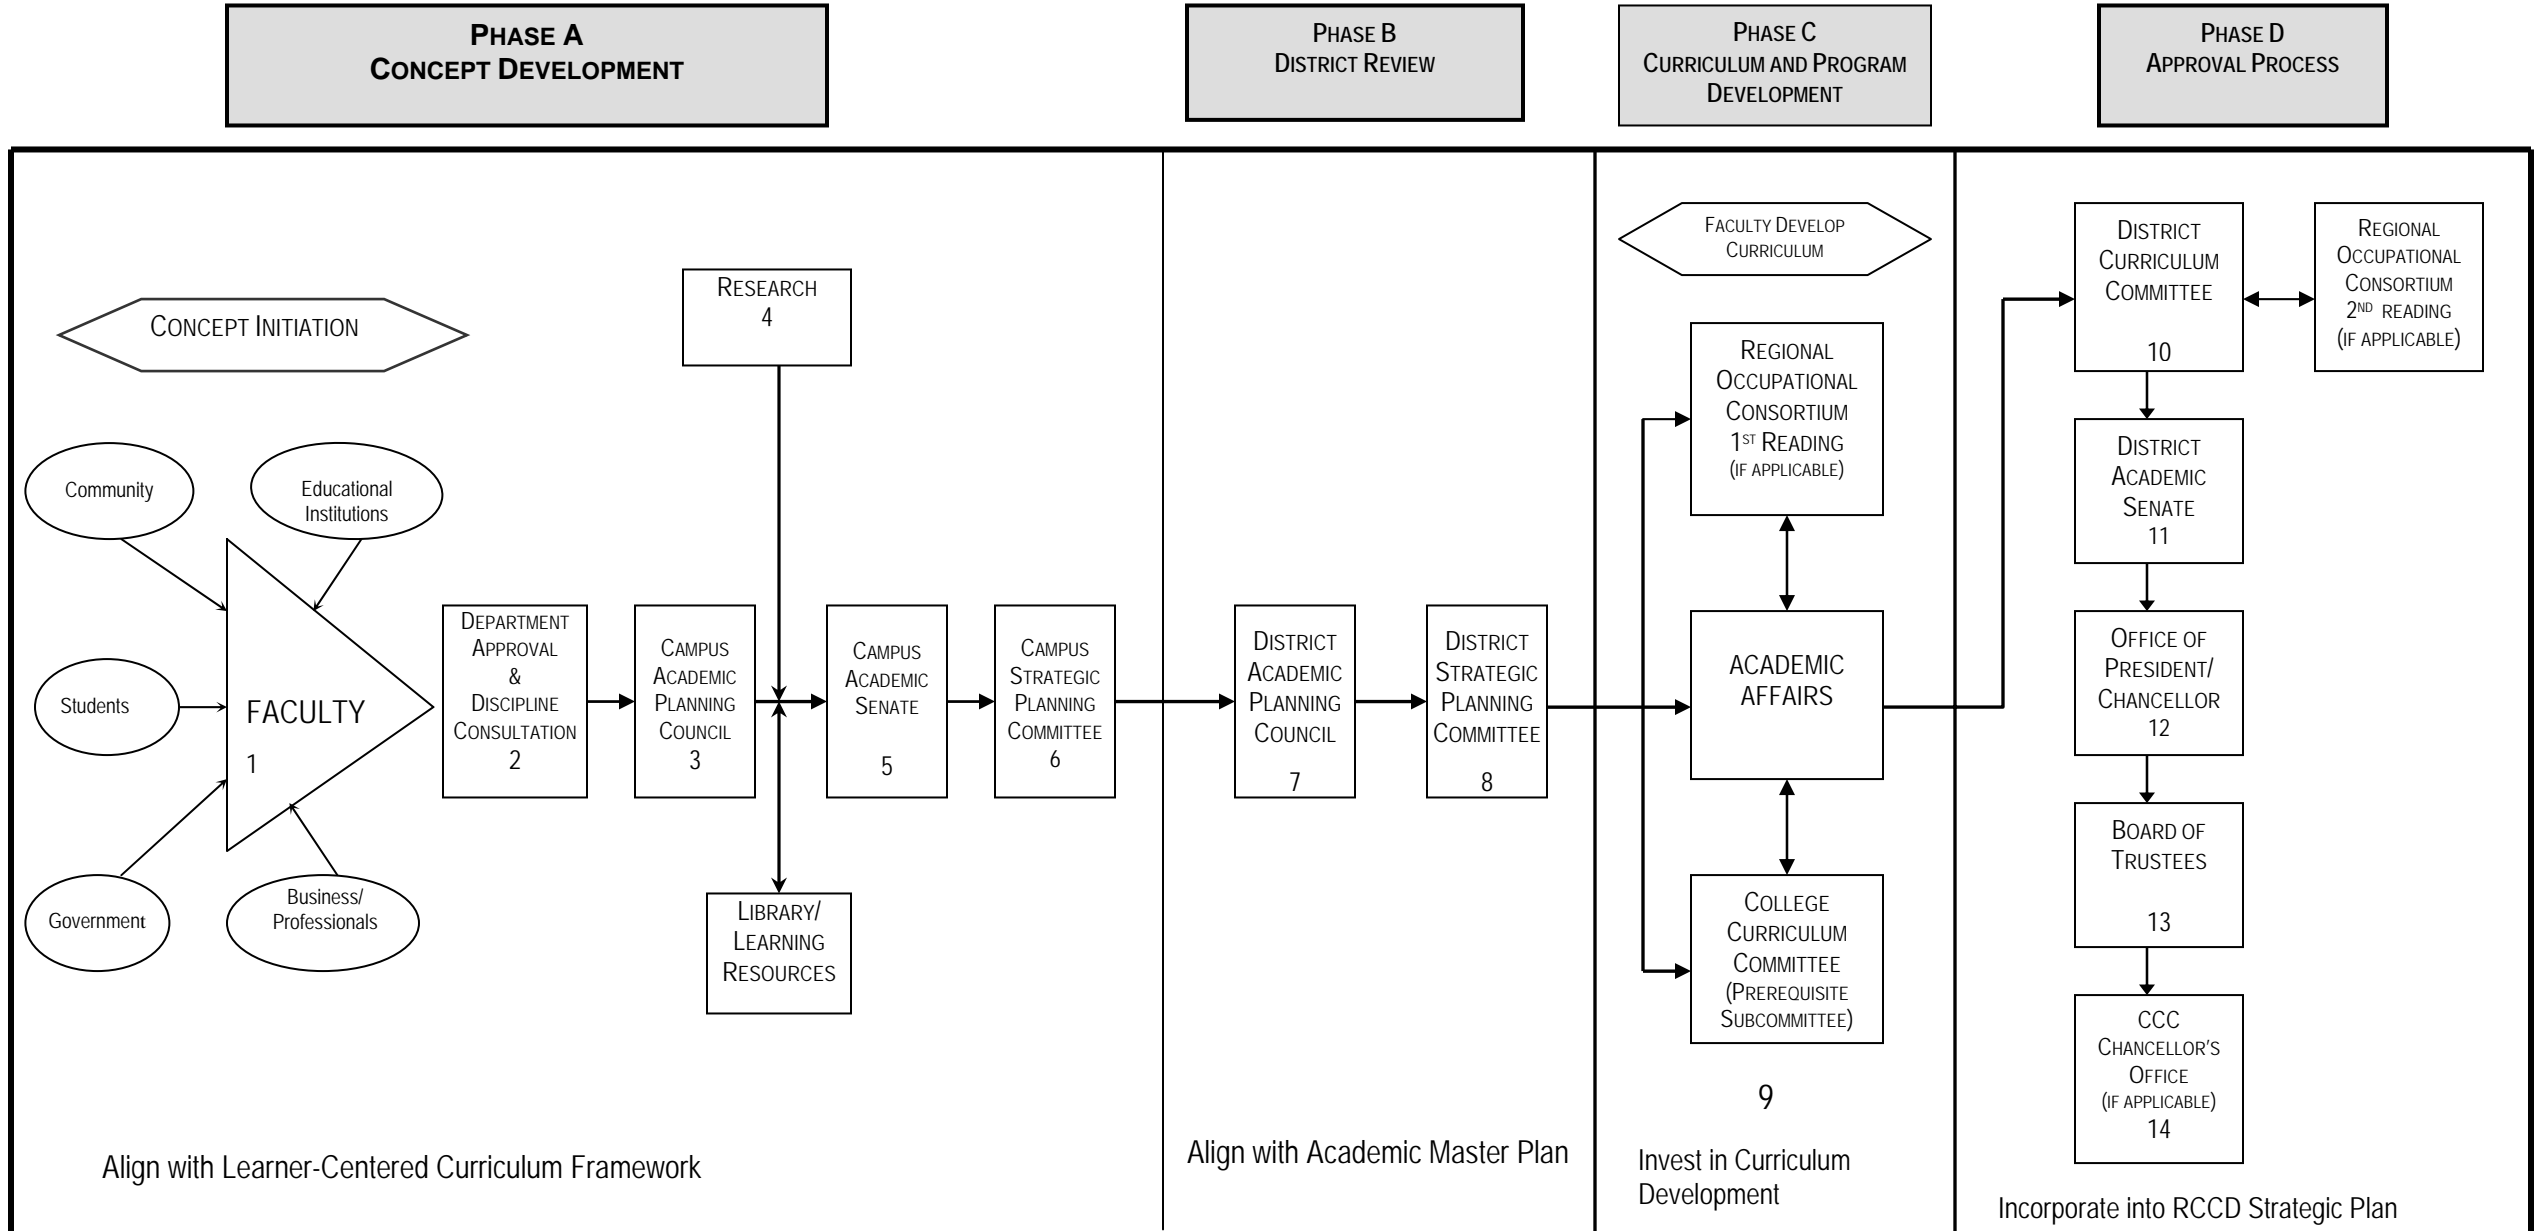 PHASE A
CONCEPT DEVELOPMENT
PHASE B
DISTRICT REVIEW
PHASE C
CURRICULUM AND PROGRAM
DEVELOPMENT
PHASE D
APPROVAL PROCESS
CONCEPT INITIATION
Community
Educational
Institutions
Students
FACULTY
1
Government
Business/
Professionals
DEPARTMENT
APPROVAL
&
DISCIPLINE
CONSULTATION
2
CAMPUS
ACADEMIC
PLANNING
COUNCIL
3
RESEARCH
4
LIBRARY/
LEARNING
RESOURCES
CAMPUS
ACADEMIC
SENATE
5
CAMPUS
STRATEGIC
PLANNING
COMMITTEE
6
Align with Learner-Centered Curriculum Framework
DISTRICT
ACADEMIC
PLANNING
COUNCIL
7
DISTRICT
STRATEGIC
PLANNING
COMMITTEE
8
Align with Academic Master Plan
FACULTY DEVELOP
CURRICULUM
REGIONAL
OCCUPATIONAL
CONSORTIUM
1ST READING
(IF APPLICABLE)
ACADEMIC
AFFAIRS
COLLEGE
CURRICULUM
COMMITTEE
(PREREQUISITE
SUBCOMMITTEE)
9
Invest in Curriculum
Development
DISTRICT
CURRICULUM
COMMITTEE
10
REGIONAL
OCCUPATIONAL
CONSORTIUM
2ND READING
(IF APPLICABLE)
DISTRICT
ACADEMIC
SENATE
11
OFFICE OF
PRESIDENT/
CHANCELLOR
12
BOARD OF
TRUSTEES
13
CCC
CHANCELLOR'S
OFFICE
(IF APPLICABLE)
14
Incorporate into RCCD Strategic Plan